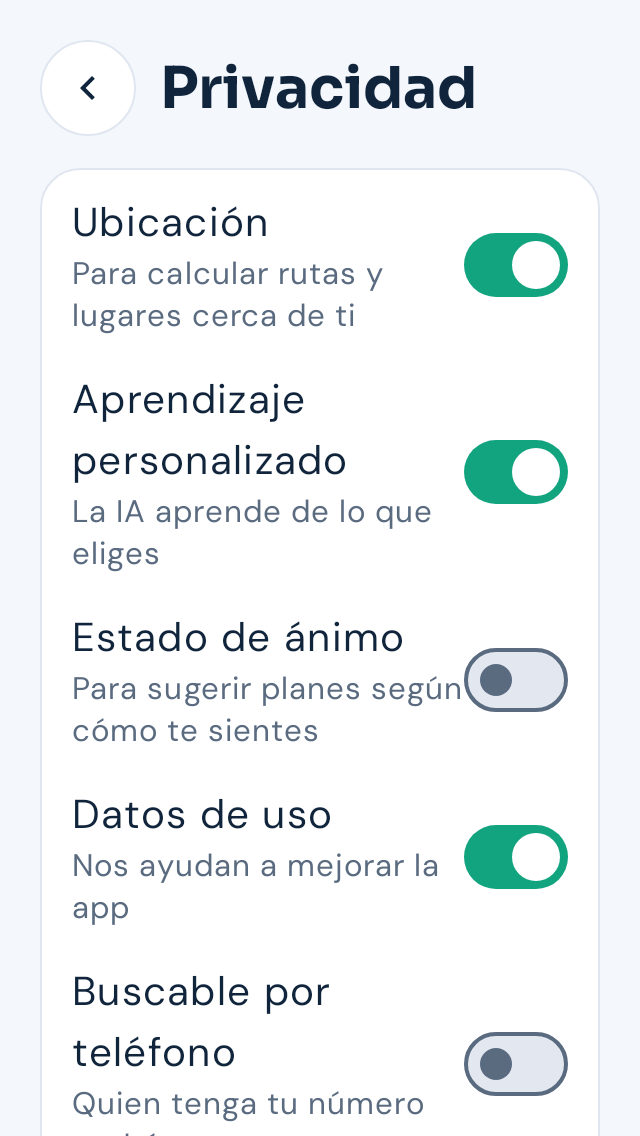 Privacidad
Ubicación
Para calcular rutas y
lugares cerca de ti
Aprendizaje
personalizado
La IA aprende de lo que
eliges
Estado de ánimo
Para sugerir planes según
cómo te sientes
Datos de uso
Nos ayudan a mejorar la
app
Buscable por
teléfono
Quien tenga tu número